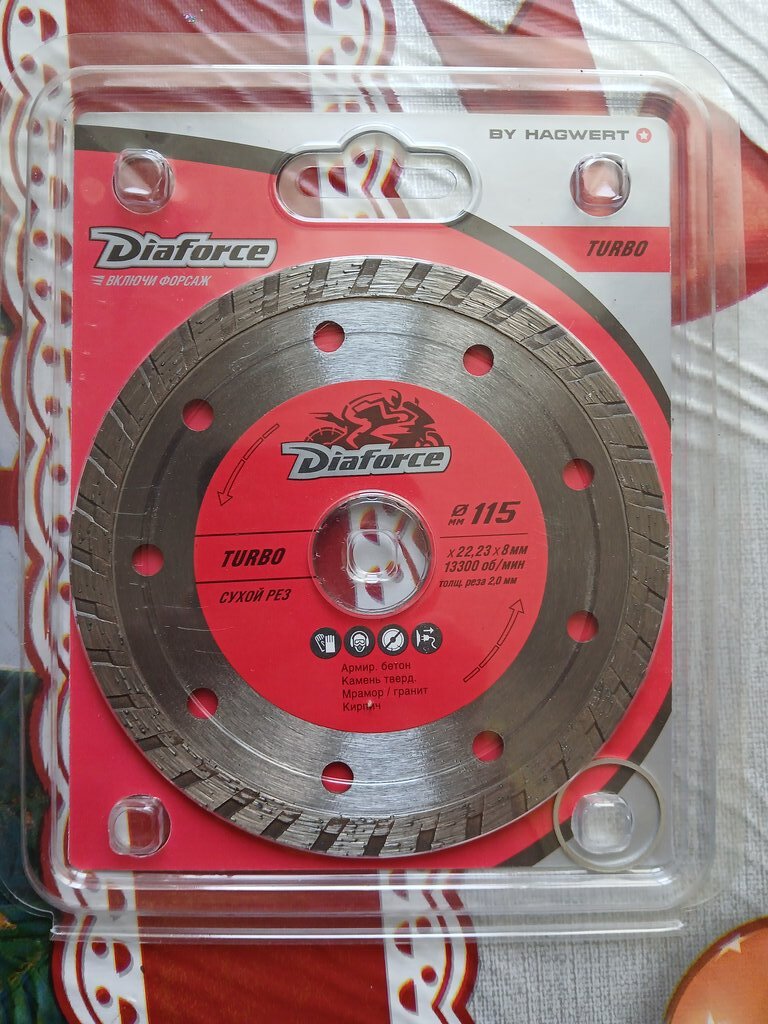 BY HAGWERT
Diaforce
ВКЛЮЧИ ФОРСАЖ
TURBO
Diaforce
Ø ММ 115
х 22,23 х 8 мм
13300 об/мин
толщ. реза 2,0 мм
TURBO
СУХОЙ РЕЗ
Армир. бетон
Камень тверд.
Мрамор / гранит
Кирпич